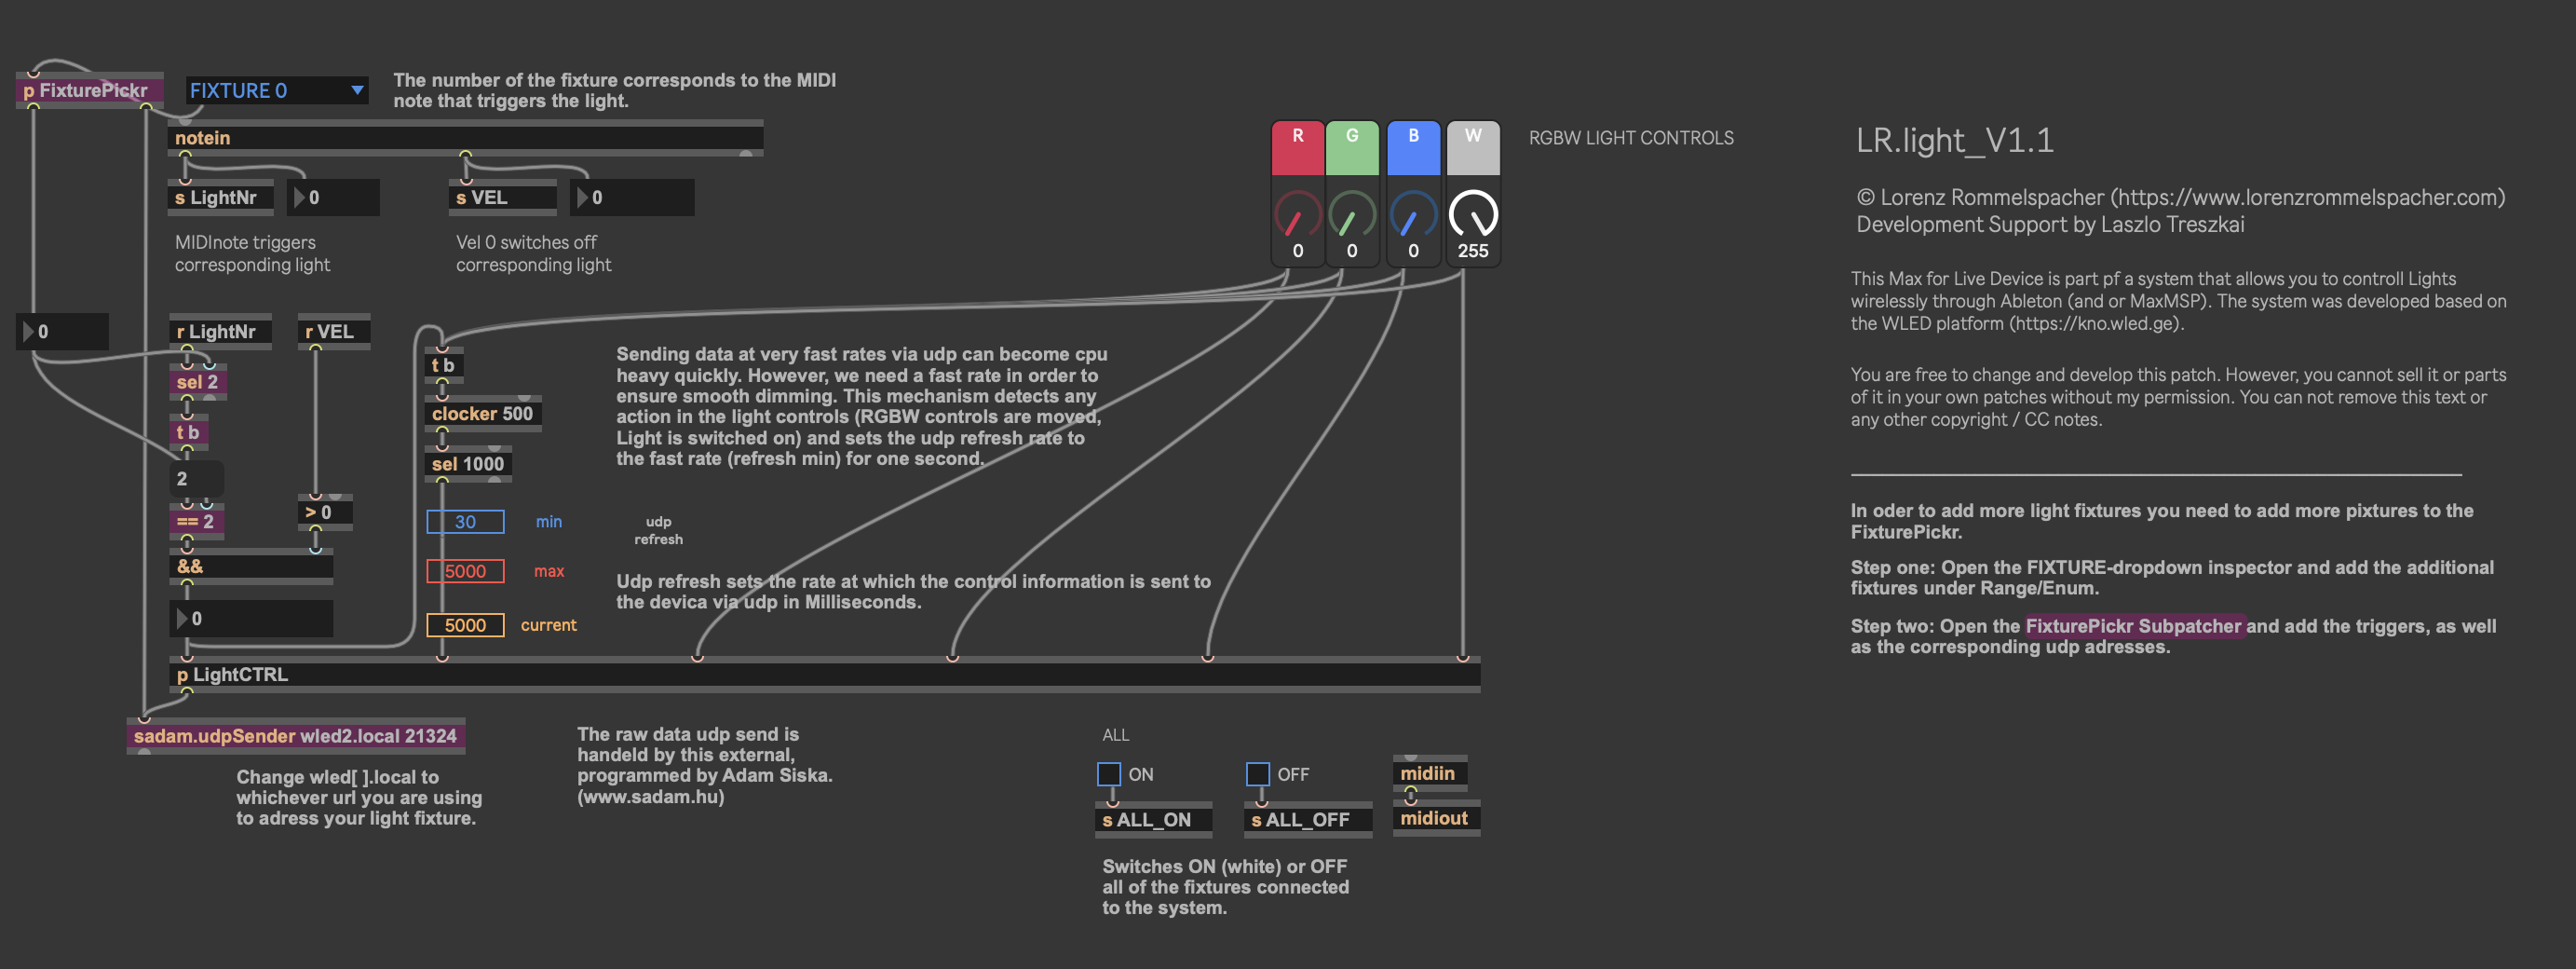 p FixturePickr
FIXTURE 0
The number of the fixture corresponds to the MIDI
note that triggers the light.
notein
s LightNr
0
s VEL
0
MIDInote triggers
corresponding light
Vel 0 switches off
corresponding light
R
G
B
W
0
0
0
255
RGBW LIGHT CONTROLS
0
r LightNr
r VEL
sel 2
t b
2
== 2
> 0
&&
0
t b
clocker 500
sel 1000
30
min
udp
refresh
5000
max
5000
current
Sending data at very fast rates via udp can become cpu
heavy quickly. However, we need a fast rate in order to
ensure smooth dimming. This mechanism detects any
action in the light controls (RGBW controls are moved,
Light is switched on) and sets the udp refresh rate to
the fast rate (refresh min) for one second.
Udp refresh sets the rate at which the control information is sent to
the devica via udp in Milliseconds.
p LightCTRL
sadam.udpSender wled2.local 21324
Change wled[ ].local to
whichever url you are using
to adress your light fixture.
The raw data udp send is
handeld by this external,
programmed by Adam Siska.
(www.sadam.hu)
ALL
ON
OFF
s ALL_ON
s ALL_OFF
midiin
midiout
Switches ON (white) or OFF
all of the fixtures connected
to the system.
LR.light_V1.1
© Lorenz Rommelspacher (https://www.lorenzrommelspacher.com)
Development Support by Laszlo Treszkai
This Max for Live Device is part pf a system that allows you to controll Lights
wirelessly through Ableton (and or MaxMSP). The system was developed based on
the WLED platform (https://kno.wled.ge).
You are free to change and develop this patch. However, you cannot sell it or parts
of it in your own patches without my permission. You can not remove this text or
any other copyright / CC notes.
In oder to add more light fixtures you need to add more pixtures to the
FixturePickr.
Step one: Open the FIXTURE-dropdown inspector and add the additional
fixtures under Range/Enum.
Step two: Open the FixturePickr Subpatcher and add the triggers, as well
as the corresponding udp adresses.